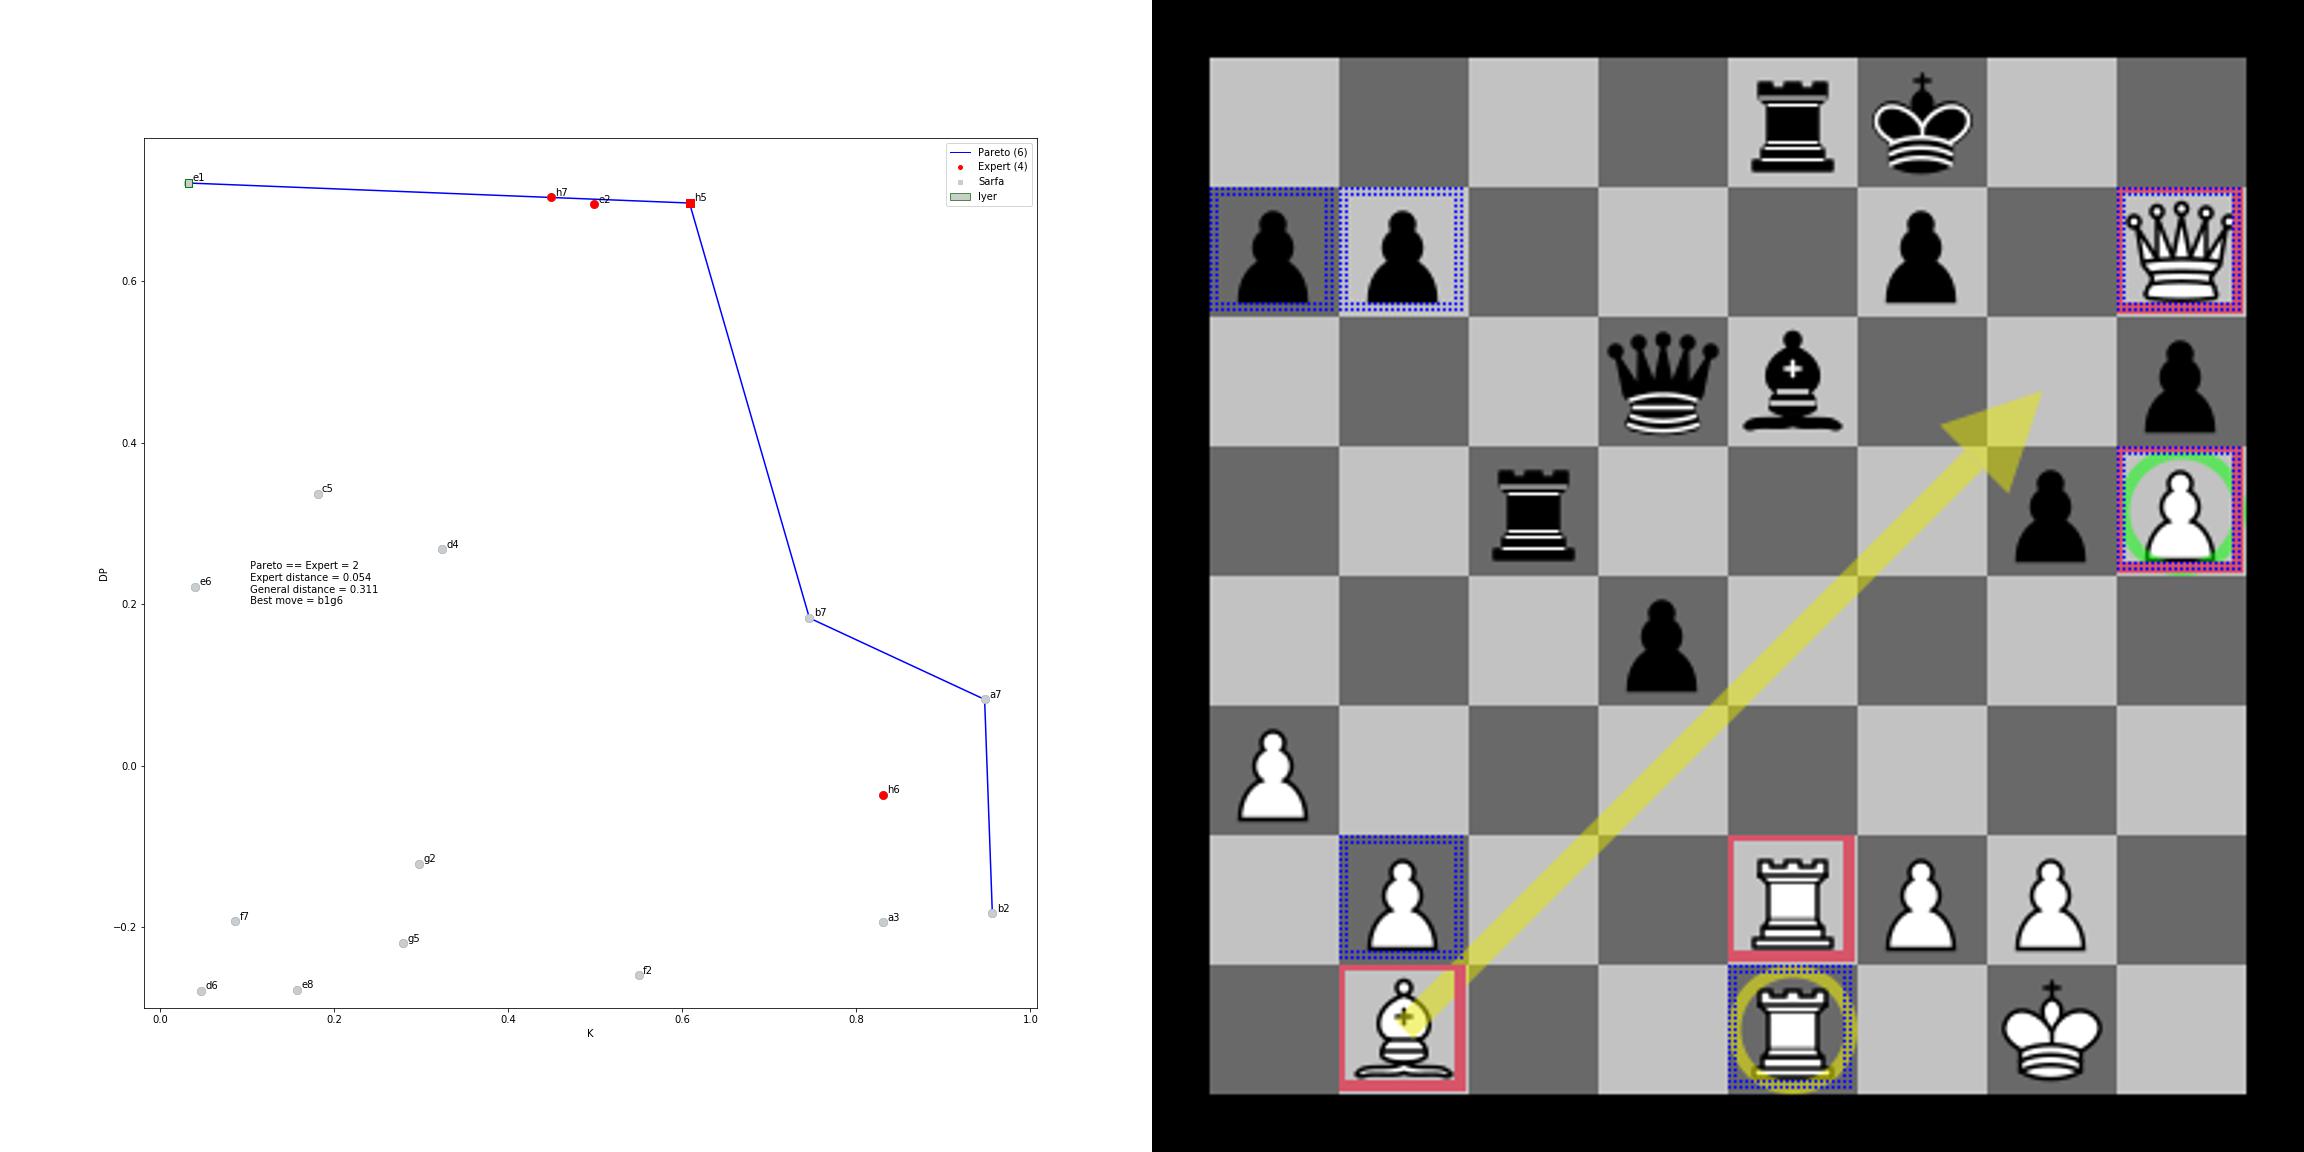 Pareto (6)
Expert (4)
Sarfa
Iyer
e1
h7
e2
h5
0.6
0.4
c5
d4
Pareto == Expert = 2
Expert distance = 0.054
General distance = 0.311
Best move = b1g6
DP
e6
0.2
b7
a7
0.0
h6
g2
f7
−0.2
a3
b2
g5
f2
d6
e8
0.0 0.2 0.4 0.6 0.8 1.0
K